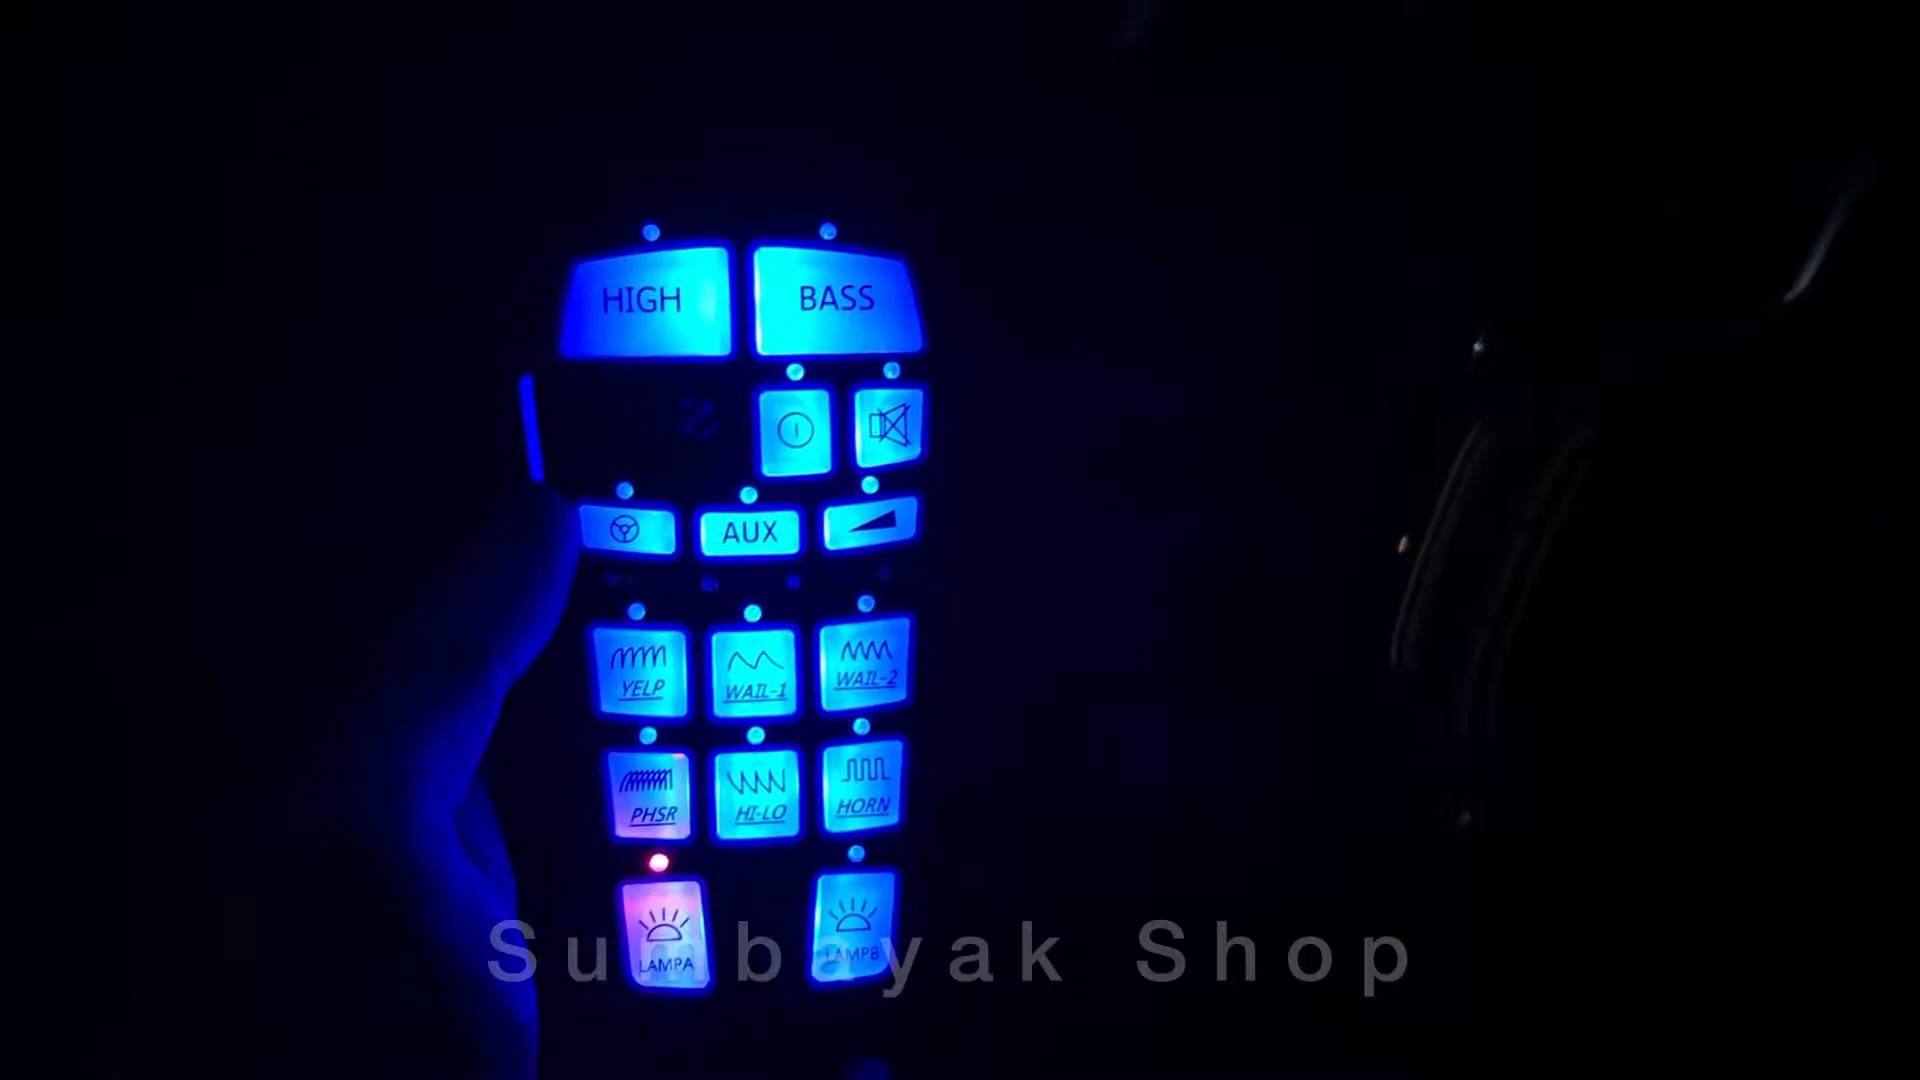 HIGH
BASS
AUX
YELP
WAIL-1
WAIL-2
PHSR
HI-LO
HORN
LAMPA
LAMPB
Sumbayak Shop